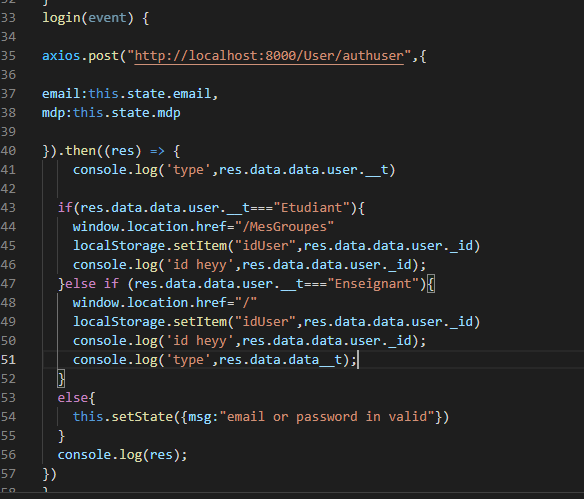 32 }
33 login(event) {
34
35 axios.post("http://localhost:8000/User/authuser",{
36
37 email:this.state.email,
38 mdp:this.state.mdp
39
40 }).then((res) => {
41 console.log('type',res.data.data.user.__t)
42
43 if(res.data.data.user.__t==="Etudiant"){
44 window.location.href="/MesGroupes"
45 localStorage.setItem("idUser",res.data.data.user._id)
46 console.log('id heyy',res.data.data.user._id);
47 }else if (res.data.data.user.__t==="Enseignant"){
48 window.location.href="/"
49 localStorage.setItem("idUser",res.data.data.user._id)
50 console.log('id heyy',res.data.data.user._id);
51 console.log('type',res.data.data__t);
52 }
53 else{
54 this.setState({msg:"email or password in valid"})
55 }
56 console.log(res);
57 })
58 }